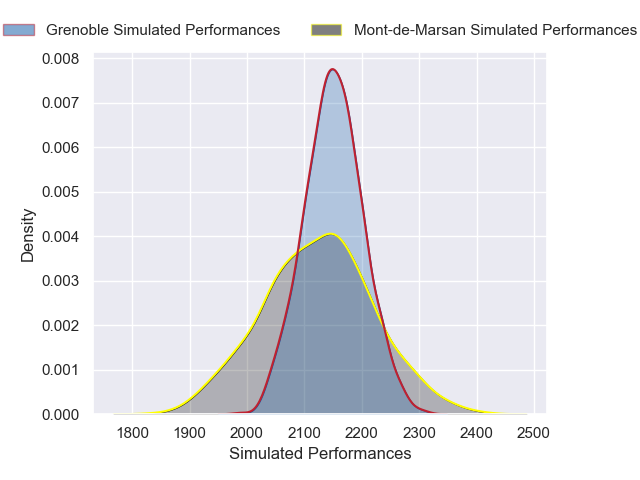 Grenoble Simulated Performances Mont-de-Marsan Simulated Performances
0.008
0.007
0.006
0.005
0.004
0.003
0.002
0.001
0.000
Density
1800 1900 2000 2100 2200 2300 2400 2500
Simulated Performances